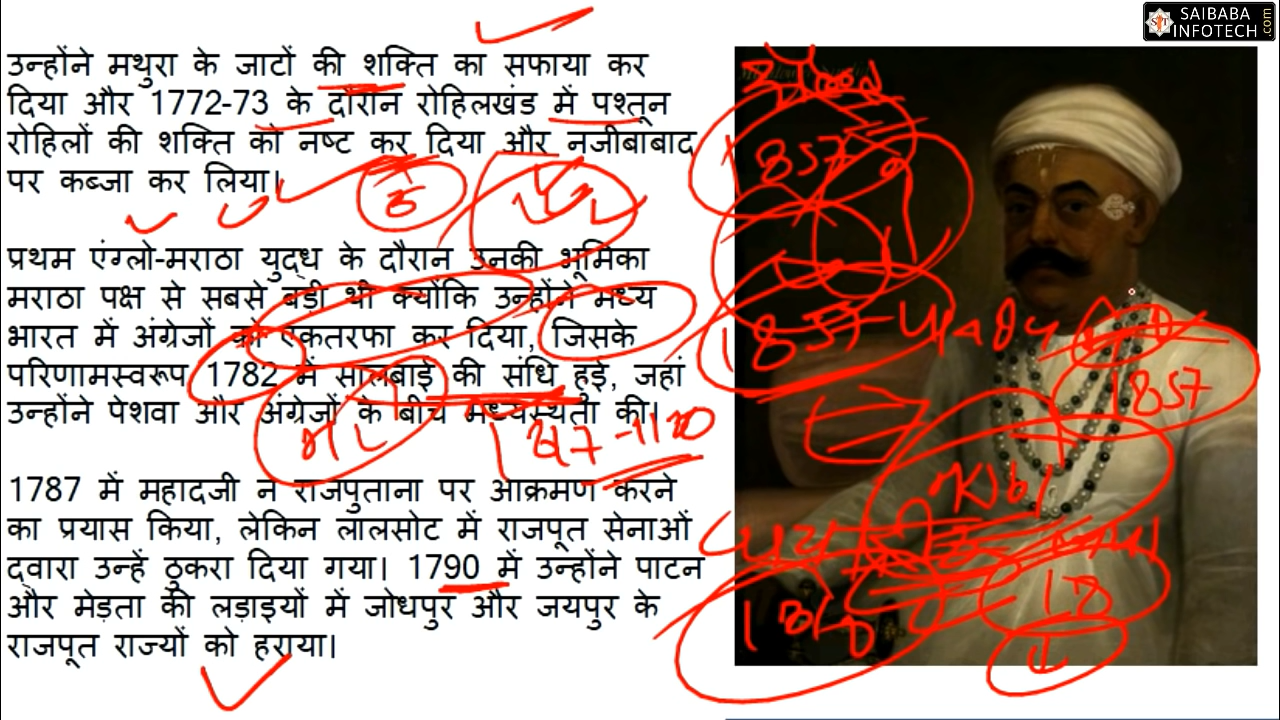 SAIBABA
INFOTECH.com
उन्होंने मथुरा के जाटों की शक्ति का सफाया कर
दिया और 1772-73 के दौरान रोहिलखंड में पश्तून
रोहिलों की शक्ति को नष्ट कर दिया और नजीबाबाद
पर कब्जा कर लिया।
प्रथम एंग्लो-मराठा युद्ध के दौरान उनकी भूमिका
मराठा पक्ष से सबसे बड़ी थी क्योंकि उन्होंने मध्य
भारत में अंग्रेजों को एकतरफा कर दिया, जिसके
परिणामस्वरूप 1782 में सालबाई की संधि हुई, जहां
उन्होंने पेशवा और अंग्रेजों के बीच मध्यस्थता की।
1787 में महादजी ने राजपुताना पर आक्रमण करने
का प्रयास किया, लेकिन लालसोट में राजपूत सेनाओं
द्वारा उन्हें ठुकरा दिया गया। 1790 में उन्होंने पाटन
और मेड़ता की लड़ाइयों में जोधपुर और जयपुर के
राजपूत राज्यों को हराया।
1857
1857
1857